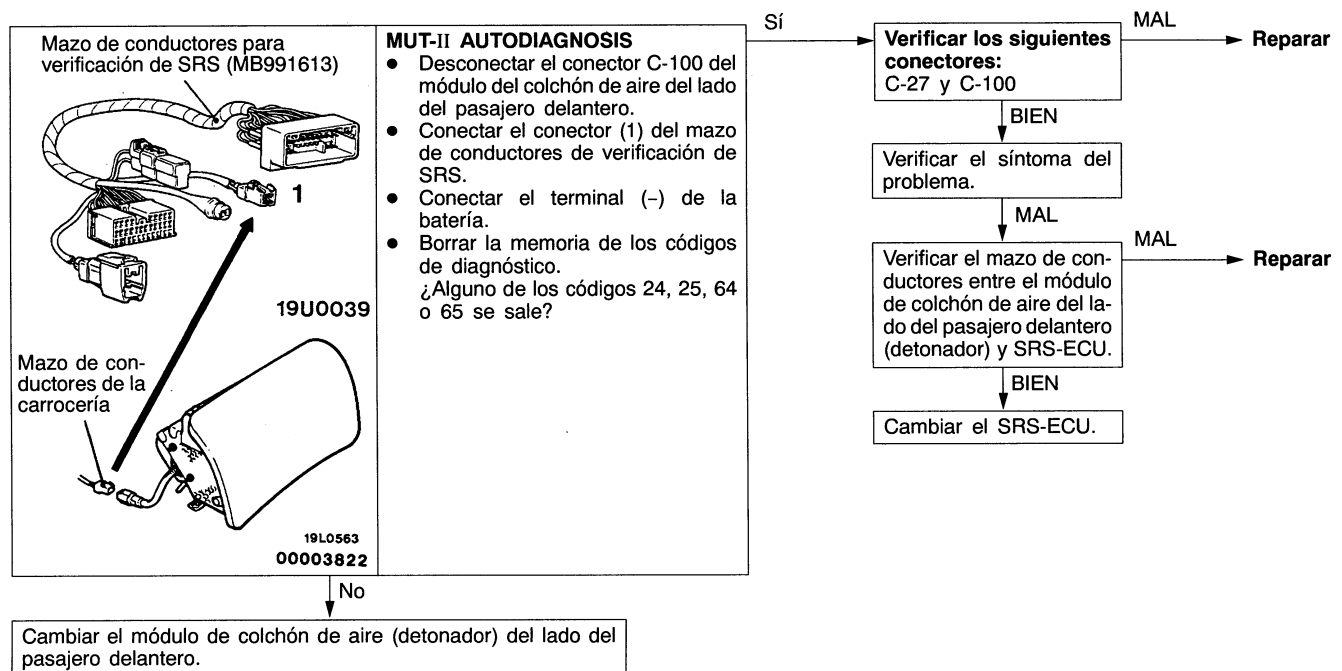 Mazo de conductores para
verificación de SRS (MB991613)
1
19U0039
Mazo de con-
ductores de la
carrocería
19L0563
00003822
MUT-II AUTODIAGNOSIS
● Desconectar el conector C-100 del
módulo del colchón de aire del lado
del pasajero delantero.
● Conectar el conector (1) del mazo
de conductores de verificación de
SRS.
● Conectar el terminal (–) de la
batería.
● Borrar la memoria de los códigos
de diagnóstico.
¿Alguno de los códigos 24, 25, 64
o 65 se sale?
Sí
Verificar los siguientes
conectores:
C-27 y C-100
MAL
Reparar
BIEN
Verificar el síntoma del
problema.
MAL
Verificar el mazo de con-
ductores entre el módulo
de colchón de aire del la-
do del pasajero delantero
(detonador) y SRS-ECU.
MAL
Reparar
BIEN
Cambiar el SRS-ECU.
No
Cambiar el módulo de colchón de aire (detonador) del lado del
pasajero delantero.